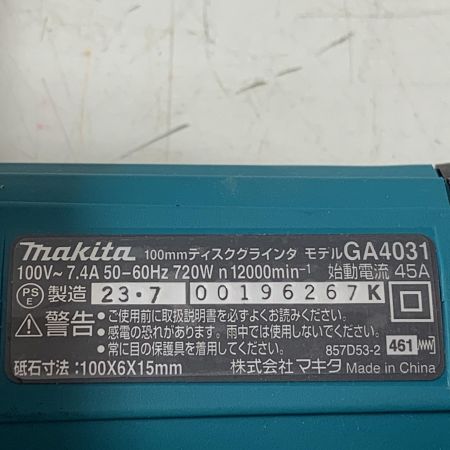 makita 100mmディスクグラインタ モデルGA4031
100V~ 7.4A 50-60Hz 720W n 12000min-1 始動電流 45A
PSE 製造 23・7 00196267K
警告
●ご使用前に取扱説明書を必ずよくお読みください。
●感電の恐れがあります。雨中では使用しないでください。
●常に目の保護具を着用してください。 857D53-2 461
砥石寸法:100X6X15mm 株式会社 マキタ Made in China